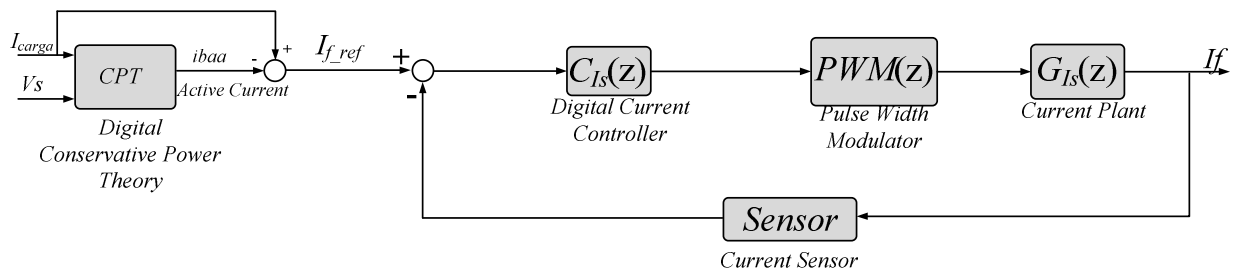 I_carga
Vs
CPT
ibaa
Active Current
-
+
I_f_ref
+
-
C_Is(z)
Digital Current
Controller
PWM(z)
Pulse Width
Modulator
G_Is(z)
Current Plant
If
Digital
Conservative Power
Theory
Sensor
Current Sensor